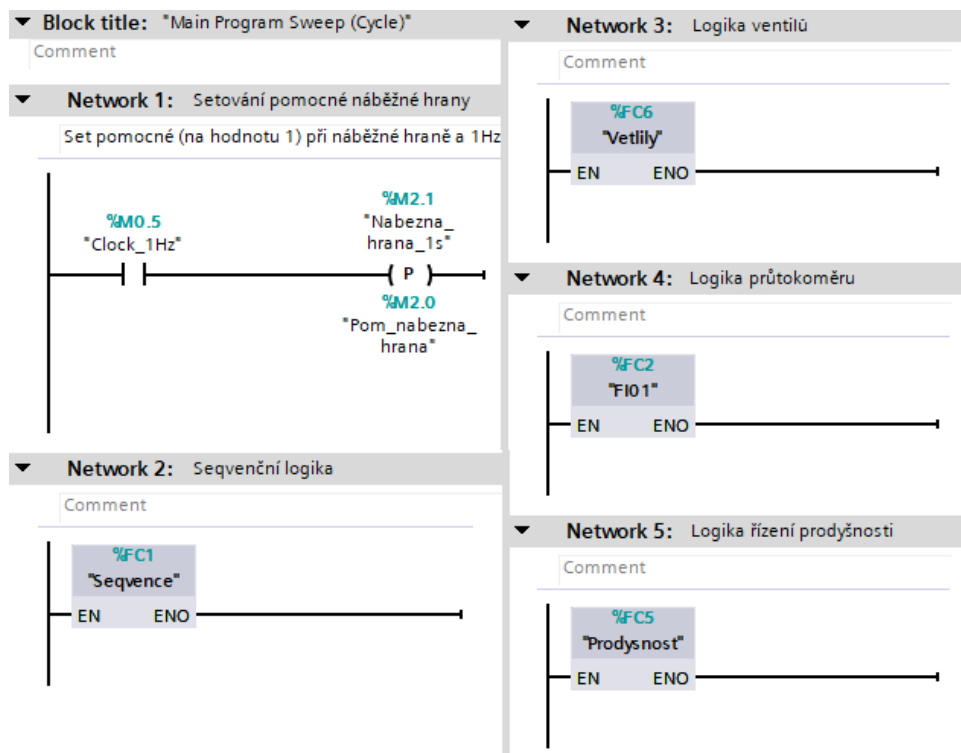 Block title: "Main Program Sweep (Cycle)"
Comment
Network 1: Setování pomocné náběžné hrany
Set pomocné (na hodnotu 1) při náběžné hraně a 1Hz
%M0.5
"Clock_1Hz"
%M2.1
"Nabezna_
hrana_1s"
P
%M2.0
"Pom_nabezna_
hrana"
Network 2: Seqvenční logika
Comment
%FC1
"Seqvence"
EN ENO
Network 3: Logika ventilů
Comment
%FC6
"Vetlily"
EN ENO
Network 4: Logika průtokoměru
Comment
%FC2
"FI01"
EN ENO
Network 5: Logika řízení prodyšnosti
Comment
%FC5
"Prodysnost"
EN ENO